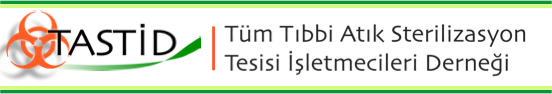 TASTİD
Tüm Tıbbi Atık Sterilizasyon
Tesisi İşletmecileri Derneği